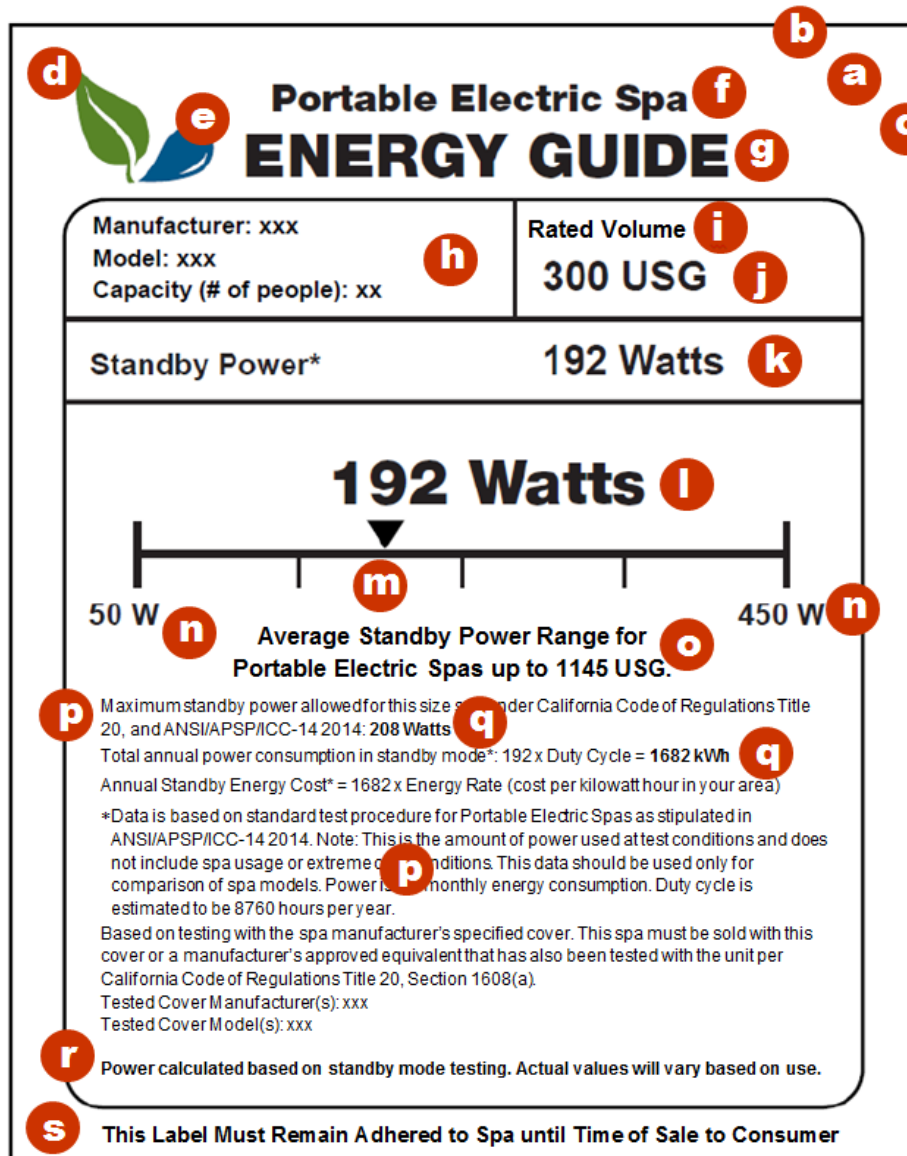 b
d
a
Portable Electric Spa f
e
ENERGY GUIDE g
Manufacturer: xxx
Rated Volume i
Model: xxx
h
300 USG j
Capacity (# of people): xx
Standby Power*
192 Watts k
192 Watts l
m
50 W n
450 W n
Average Standby Power Range for
o
Portable Electric Spas up to 1145 USG.
p
Maximum standby power allowed for this size under California Code of Regulations Title
20, and ANSI/APSP/ICC-14 2014: 208 Watts q
Total annual power consumption in standby mode*: 192 x Duty Cycle = 1682 kWh q
Annual Standby Energy Cost* = 1682 x Energy Rate (cost per kilowatt hour in your area)
*Data is based on standard test procedure for Portable Electric Spas as stipulated in
ANSI/APSP/ICC-14 2014. Note: This is the amount of power used at test conditions and does
not include spa usage or extreme conditions. This data should be used only for
p
comparison of spa models. Power is monthly energy consumption. Duty cycle is
estimated to be 8760 hours per year.
Based on testing with the spa manufacturer's specified cover. This spa must be sold with this
cover or a manufacturer's approved equivalent that has also been tested with the unit per
California Code of Regulations Title 20, Section 1608(a).
Tested Cover Manufacturer(s): xxx
Tested Cover Model(s): xxx
r
Power calculated based on standby mode testing. Actual values will vary based on use.
s
This Label Must Remain Adhered to Spa until Time of Sale to Consumer